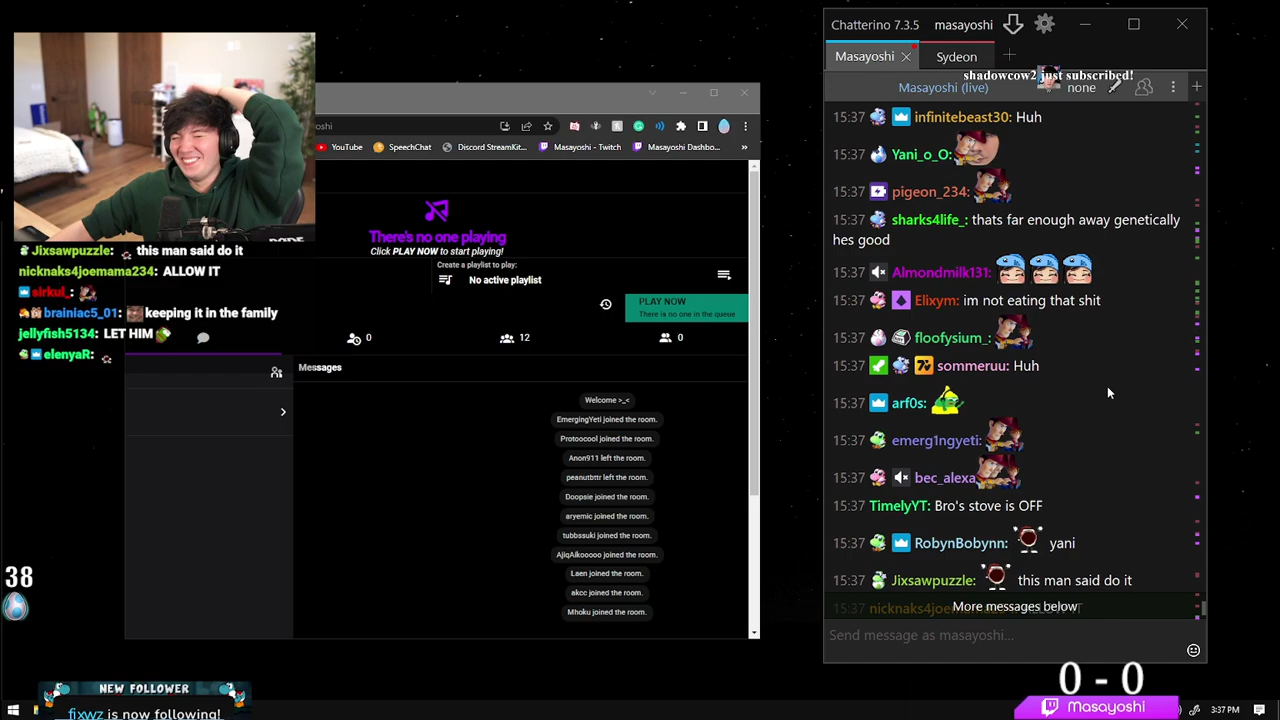 Chatterino 7.3.5 masayoshi
Masayoshi
Sydeon
shadowcow2 just subscribed!
Masayoshi (live)
none
15:37 infinitebeast30: Huh
15:37 Yani_o_O:
15:37 pigeon_234:
15:37 sharks4life_: thats far enough away genetically
hes good
15:37 Almondmilk131:
15:37 Elixym: im not eating that shit
15:37 floofysium_:
15:37 sommeruu: Huh
15:37 arf0s:
15:37 emerg1ngyeti:
15:37 bec_alexa
15:37 TimelyYT: Bro's stove is OFF
15:37 RobynBobynn: yani
15:37 Jixsawpuzzle: this man said do it
15:37 nicknaks4joe
More messages below
Send message as masayoshi...
oshi
YouTube
SpeechChat
Discord StreamKit...
Masayoshi - Twitch
Masayoshi Dashbo...
»
There's no one playing
Click PLAY NOW to start playing!
Create a playlist to play:
No active playlist
PLAY NOW
There is no one in the queue
0
12
0
Messages
Welcome >_<
EmergingYeti joined the room.
Protoocool joined the room.
Anon911 left the room.
peanutbttr left the room.
Doopsie joined the room.
aryemic joined the room.
tubbssuki joined the room.
AjiqAikooooo joined the room.
Laen joined the room.
akcc joined the room.
Mhoku joined the room.
Jixsawpuzzle: this man said do it
nicknaks4joemama234: ALLOW IT
sirkul_:
brainiac5_01: keeping it in the family
jellyfish5134: LET HIM
elenyaR:
38
NEW FOLLOWER
fixwz is now following!
0 - 0
Masayoshi
3:37 PM